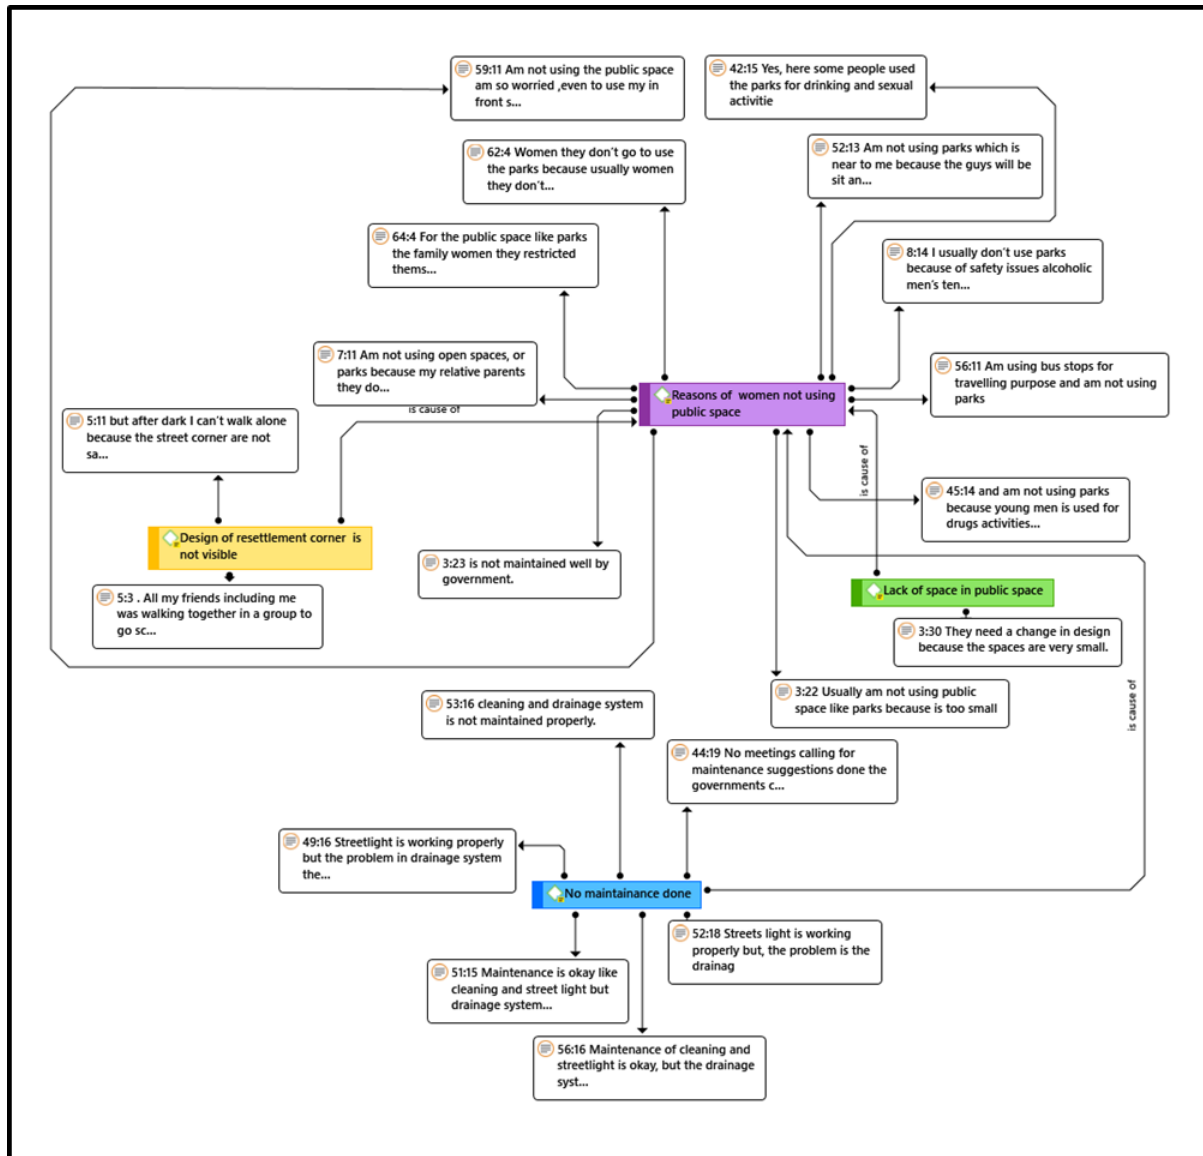 59:11 Am not using the public space
am so worried ,even to use my in
front s...
42:15 Yes, here some people used
the parks for drinking and sexual
activitie
62:4 Women they don't go to use
the parks because usually women
they don't...
52:13 Am not using parks which is
near to me because the guys will be
sit an...
64:4 For the public space like parks
the family women they restricted
thems...
8:14 I usually don't use parks
because of safety issues alcoholic
men's ten...
7:11 Am not using open spaces, or
parks because my relative parents
they do...
is cause of
56:11 Am using bus stops for
travelling purpose and am not using
parks
Reasons of women not using
public space
5:11 but after dark I can't walk alone
because the street corner are not
sa...
is cause of
45:14 and am not using parks
because young men is used for
drugs activities...
Design of resettlement corner is
not visible
3:23 is not maintained well by
government.
Lack of space in public space
5:3 . All my friends including me
was walking together in a group to
go sc...
3:30 They need a change in design
because the spaces are very small.
3:22 Usually am not using public
space like parks because is too small
is cause of
53:16 cleaning and drainage system
is not maintained properly.
44:19 No meetings calling for
maintenance suggestions done the
governments c...
49:16 Streetlight is working properly
but the problem in drainage system
the...
No maintainance done
52:18 Streets light is working
properly but, the problem is the
drainag
51:15 Maintenance is okay like
cleaning and street light but
drainage system...
56:16 Maintenance of cleaning and
streetlight is okay, but the drainage
syst...